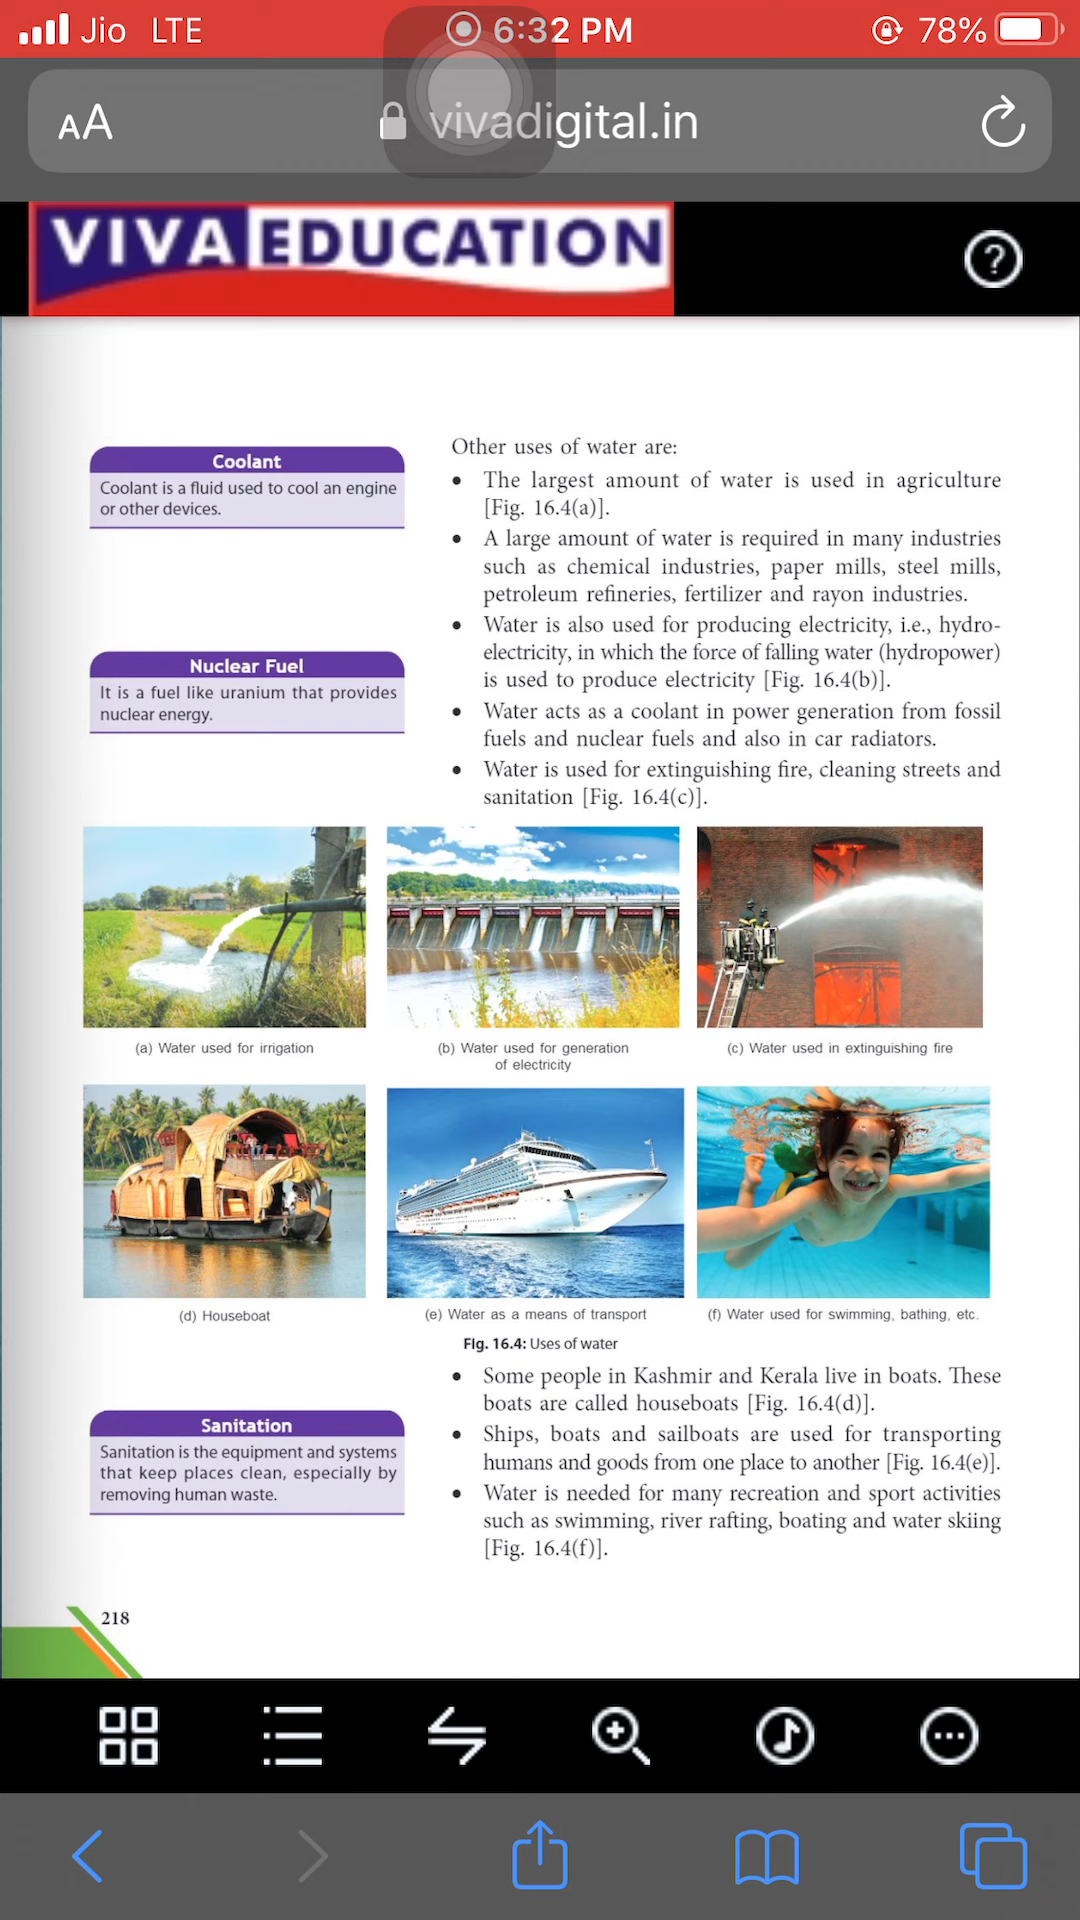 Jio LTE 6:32 PM 78%
AA vivadigital.in
VIVA EDUCATION
?
Coolant
Coolant is a fluid used to cool an engine
or other devices.
Nuclear Fuel
It is a fuel like uranium that provides
nuclear energy.
Other uses of water are:
• The largest amount of water is used in agriculture
[Fig. 16.4(a)].
• A large amount of water is required in many industries
such as chemical industries, paper mills, steel mills,
petroleum refineries, fertilizer and rayon industries.
• Water is also used for producing electricity, i.e., hydro-
electricity, in which the force of falling water (hydropower)
is used to produce electricity [Fig. 16.4(b)].
• Water acts as a coolant in power generation from fossil
fuels and nuclear fuels and also in car radiators.
• Water is used for extinguishing fire, cleaning streets and
sanitation [Fig. 16.4(c)].
(a) Water used for irrigation
(b) Water used for generation
of electricity
(c) Water used in extinguishing fire
(d) Houseboat
(e) Water as a means of transport
(f) Water used for swimming, bathing, etc.
Fig. 16.4: Uses of water
• Some people in Kashmir and Kerala live in boats. These
boats are called houseboats [Fig. 16.4(d)].
• Ships, boats and sailboats are used for transporting
humans and goods from one place to another [Fig. 16.4(e)].
• Water is needed for many recreation and sport activities
such as swimming, river rafting, boating and water skiing
[Fig. 16.4(f)].
Sanitation
Sanitation is the equipment and systems
that keep places clean, especially by
removing human waste.
218